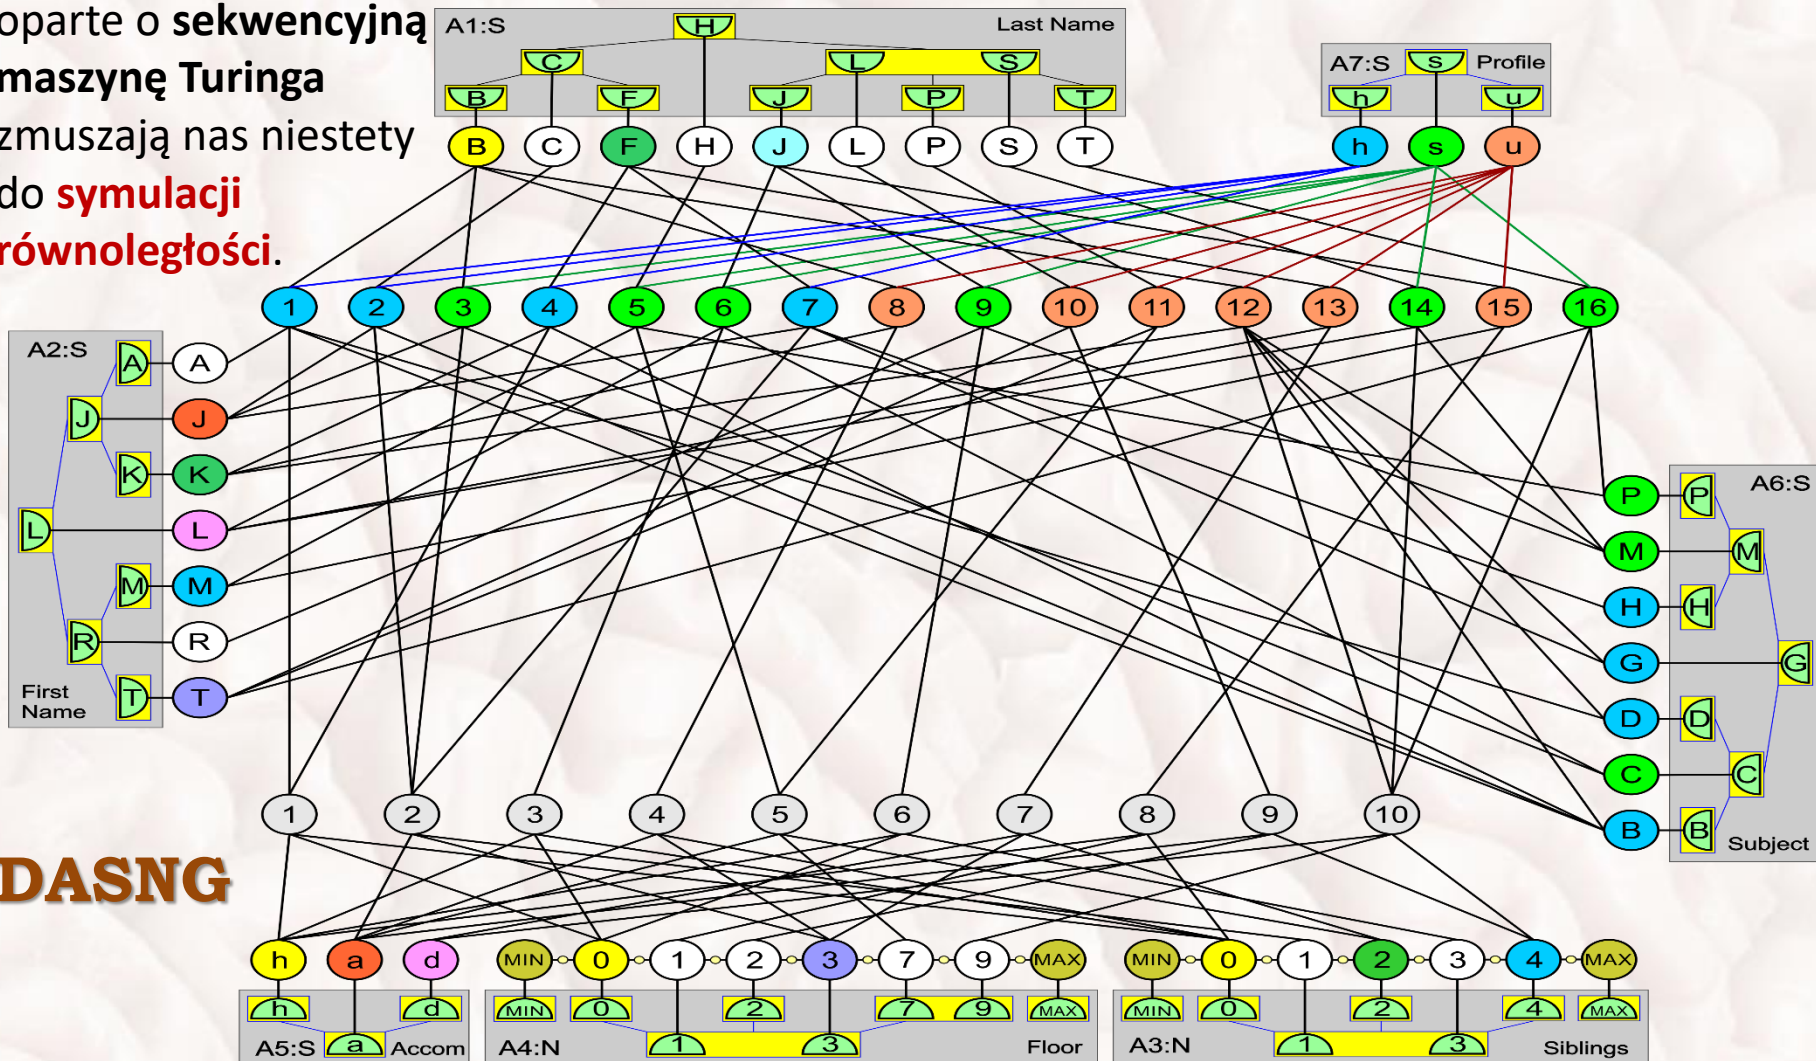 oparte o sekwencyjną
maszynę Turinga
zmuszają nas niestety
do symulacji
równoległości.
A1:S H Last Name
C L S
B F J P T
B C F H J L P S T
A7:S s Profile
h u
h s u
1 2 3 4 5 6 7 8 9 10 11 12 13 14 15 16
A2:S
A A
J J
K K
L L
M M
R R
T T
First
Name
A6:S
P P
M M
H H
G G
D D
C C
B B
Subject
1 2 3 4 5 6 7 8 9 10
DASNG
h a d
h d
A5:S a Accom
MIN 0 1 2 3 7 9 MAX
MIN 0 2 7 9 MAX
A4:N 1 3 Floor
MIN 0 1 2 3 4 MAX
MIN 0 2 4 MAX
A3:N 1 3 Siblings